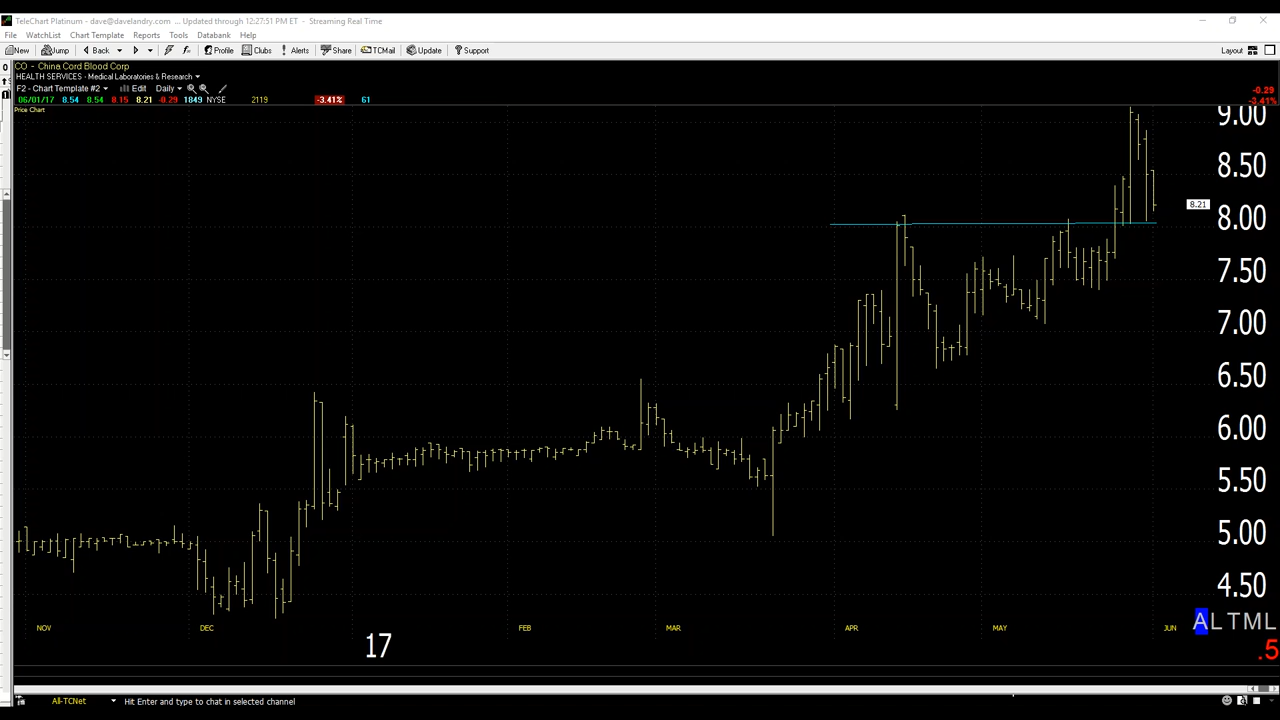 TeleChart Platinum - dave@davelandry.com ... Updated through 12:27:51 PM ET - Streaming Real Time
File WatchList Chart Template Reports Tools Databank Help
New Jump Back Profile Clubs Alerts Share TCMail Update Support Layout
CO - China Cord Blood Corp
HEALTH SERVICES - Medical Laboratories & Research
F2 - Chart Template #2 Edit Daily
06/01/17 8.54 8.54 8.15 8.21 -0.29 1849 NYSE 2119 -3.41% 61
-0.29
-3.41%
Price Chart
9.00
8.50
8.21
8.00
7.50
7.00
6.50
6.00
5.50
5.00
4.50
ALTML
NOV DEC FEB MAR APR MAY JUN
17
.5
All-TCNet Hit Enter and type to chat in selected channel